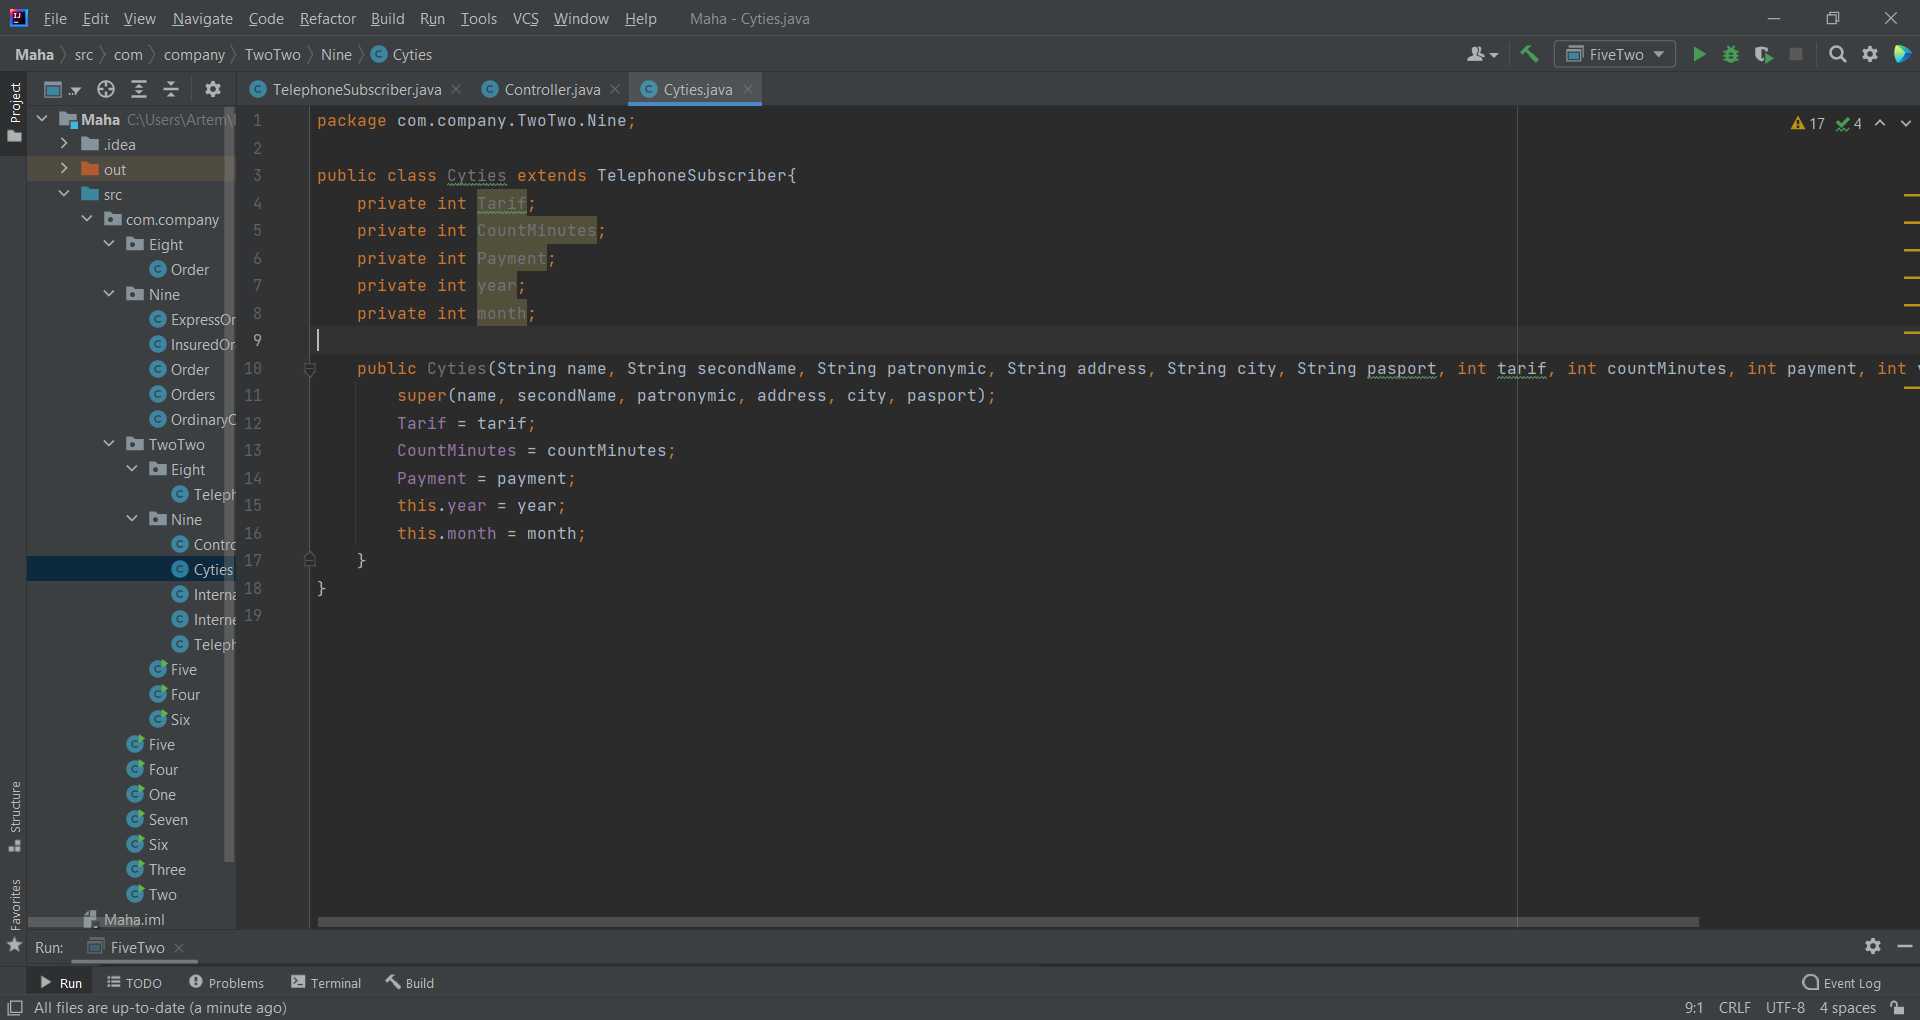 File Edit View Navigate Code Refactor Build Run Tools VCS Window Help Maha - Cyties.java
Maha src com company TwoTwo Nine Cyties FiveTwo
TelephoneSubscriber.java Controller.java Cyties.java
Project
Structure
Favorites
Maha C:\Users\Artem\
.idea
out
src
com.company
Eight
Order
Nine
ExpressOr
InsuredOr
Order
Orders
OrdinaryO
TwoTwo
Eight
Teleph
Nine
Contro
Cyties
Interna
Interne
Teleph
Five
Four
Six
Five
Four
One
Seven
Six
Three
Two
Maha.iml
17 4
1 package com.company.TwoTwo.Nine;
2
3 public class Cyties extends TelephoneSubscriber{
4 private int Tarif;
5 private int CountMinutes;
6 private int Payment;
7 private int year;
8 private int month;
9
10 public Cyties(String name, String secondName, String patronymic, String address, String city, String pasport, int tarif, int countMinutes, int payment, int
11 super(name, secondName, patronymic, address, city, pasport);
12 Tarif = tarif;
13 CountMinutes = countMinutes;
14 Payment = payment;
15 this.year = year;
16 this.month = month;
17 }
18 }
19
Run: FiveTwo
Run TODO Problems Terminal Build Event Log
All files are up-to-date (a minute ago) 9:1 CRLF UTF-8 4 spaces